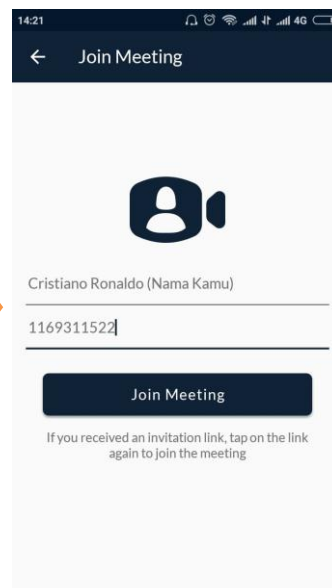 14:21
4G
Join Meeting
Cristiano Ronaldo (Nama Kamu)
1169311522
Join Meeting
If you received an invitation link, tap on the link
again to join the meeting